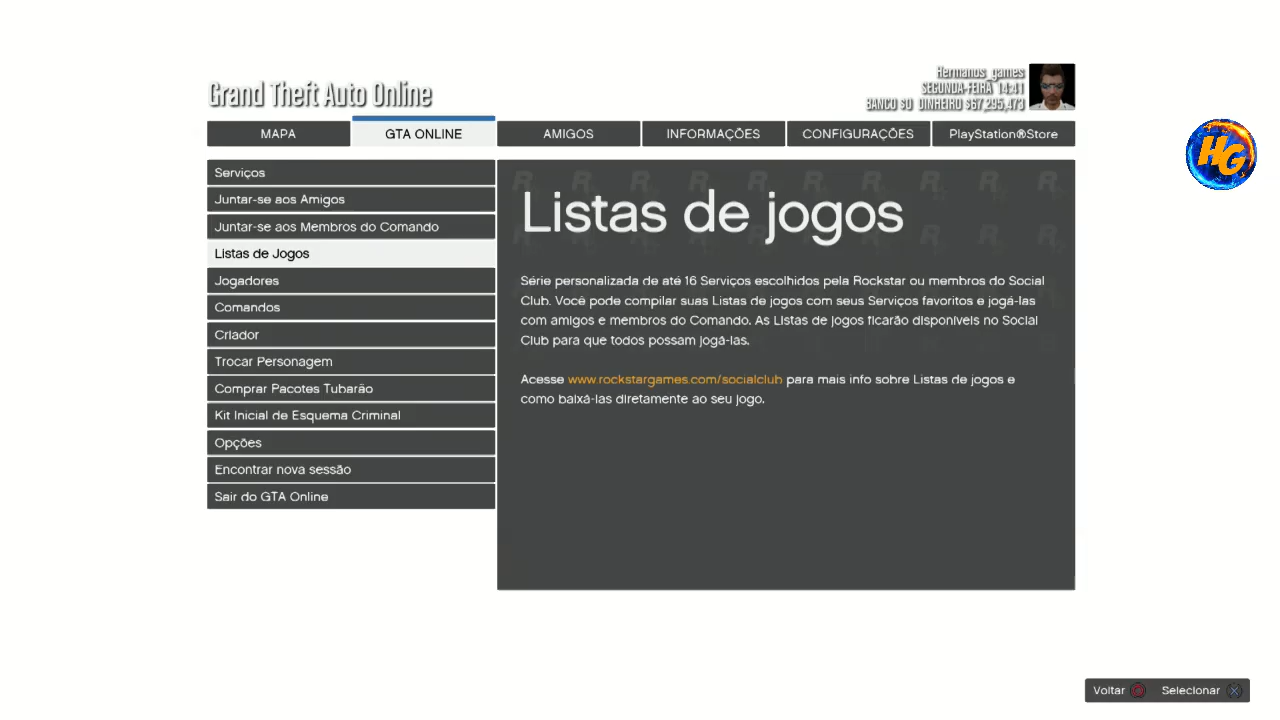 Grand Theft Auto Online
Hermanos_games
SEGUNDA-FEIRA 14:41
BANCO $0 DINHEIRO $67,295,473
MAPA
GTA ONLINE
AMIGOS
INFORMAÇÕES
CONFIGURAÇÕES
PlayStation®Store
HG
Serviços
Juntar-se aos Amigos
Juntar-se aos Membros do Comando
Listas de Jogos
Jogadores
Comandos
Criador
Trocar Personagem
Comprar Pacotes Tubarão
Kit Inicial de Esquema Criminal
Opções
Encontrar nova sessão
Sair do GTA Online
Listas de jogos
Série personalizada de até 16 Serviços escolhidos pela Rockstar ou membros do Social
Club. Você pode compilar suas Listas de jogos com seus Serviços favoritos e jogá-las
com amigos e membros do Comando. As Listas de jogos ficarão disponíveis no Social
Club para que todos possam jogá-las.
Acesse www.rockstargames.com/socialclub para mais info sobre Listas de jogos e
como baixá-las diretamente ao seu jogo.
Voltar
Selecionar